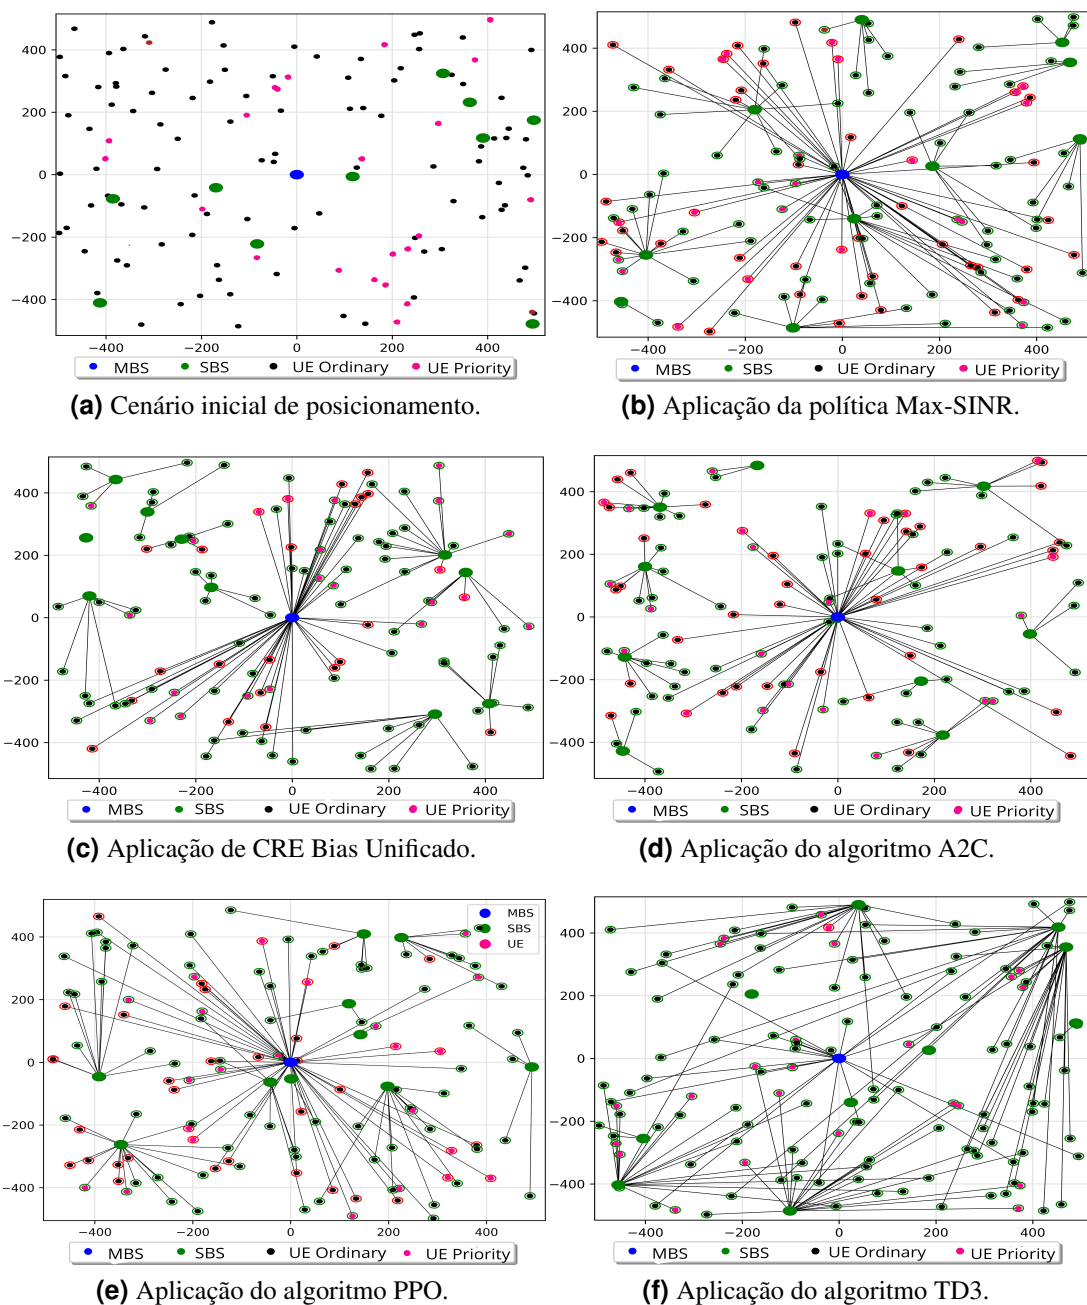 400
200
0
−200
−400
−400 −200 0 200 400
MBS SBS UE Ordinary UE Priority
(a) Cenário inicial de posicionamento.
400
200
0
−200
−400
−400 −200 0 200 400
MBS SBS UE Ordinary UE Priority
(b) Aplicação da política Max-SINR.
400
200
0
−200
−400
−400 −200 0 200 400
MBS SBS UE Ordinary UE Priority
(c) Aplicação de CRE Bias Unificado.
400
200
0
−200
−400
−400 −200 0 200 400
MBS SBS UE Ordinary UE Priority
(d) Aplicação do algoritmo A2C.
MBS
SBS
UE
400
200
0
−200
−400
−400 −200 0 200 400
MBS SBS UE Ordinary UE Priority
(e) Aplicação do algoritmo PPO.
400
200
0
−200
−400
−400 −200 0 200 400
MBS SBS UE Ordinary UE Priority
(f) Aplicação do algoritmo TD3.